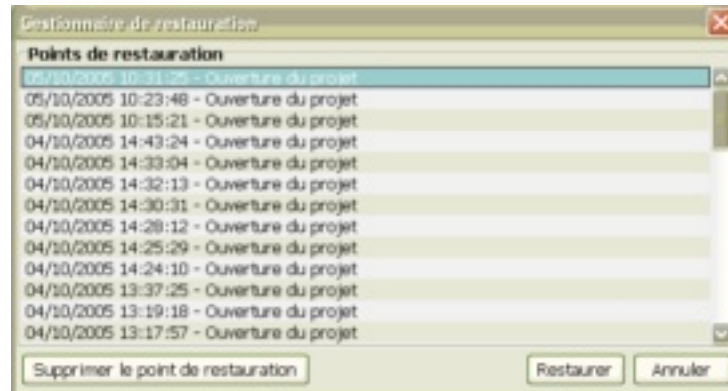 Gestionnaire de restauration
Points de restauration
05/10/2005 10:31:25 - Ouverture du projet
05/10/2005 10:23:48 - Ouverture du projet
05/10/2005 10:15:21 - Ouverture du projet
04/10/2005 14:43:24 - Ouverture du projet
04/10/2005 14:33:04 - Ouverture du projet
04/10/2005 14:32:13 - Ouverture du projet
04/10/2005 14:30:31 - Ouverture du projet
04/10/2005 14:28:12 - Ouverture du projet
04/10/2005 14:25:29 - Ouverture du projet
04/10/2005 14:24:10 - Ouverture du projet
04/10/2005 13:37:25 - Ouverture du projet
04/10/2005 13:19:18 - Ouverture du projet
04/10/2005 13:17:57 - Ouverture du projet
Supprimer le point de restauration Restaurer Annuler